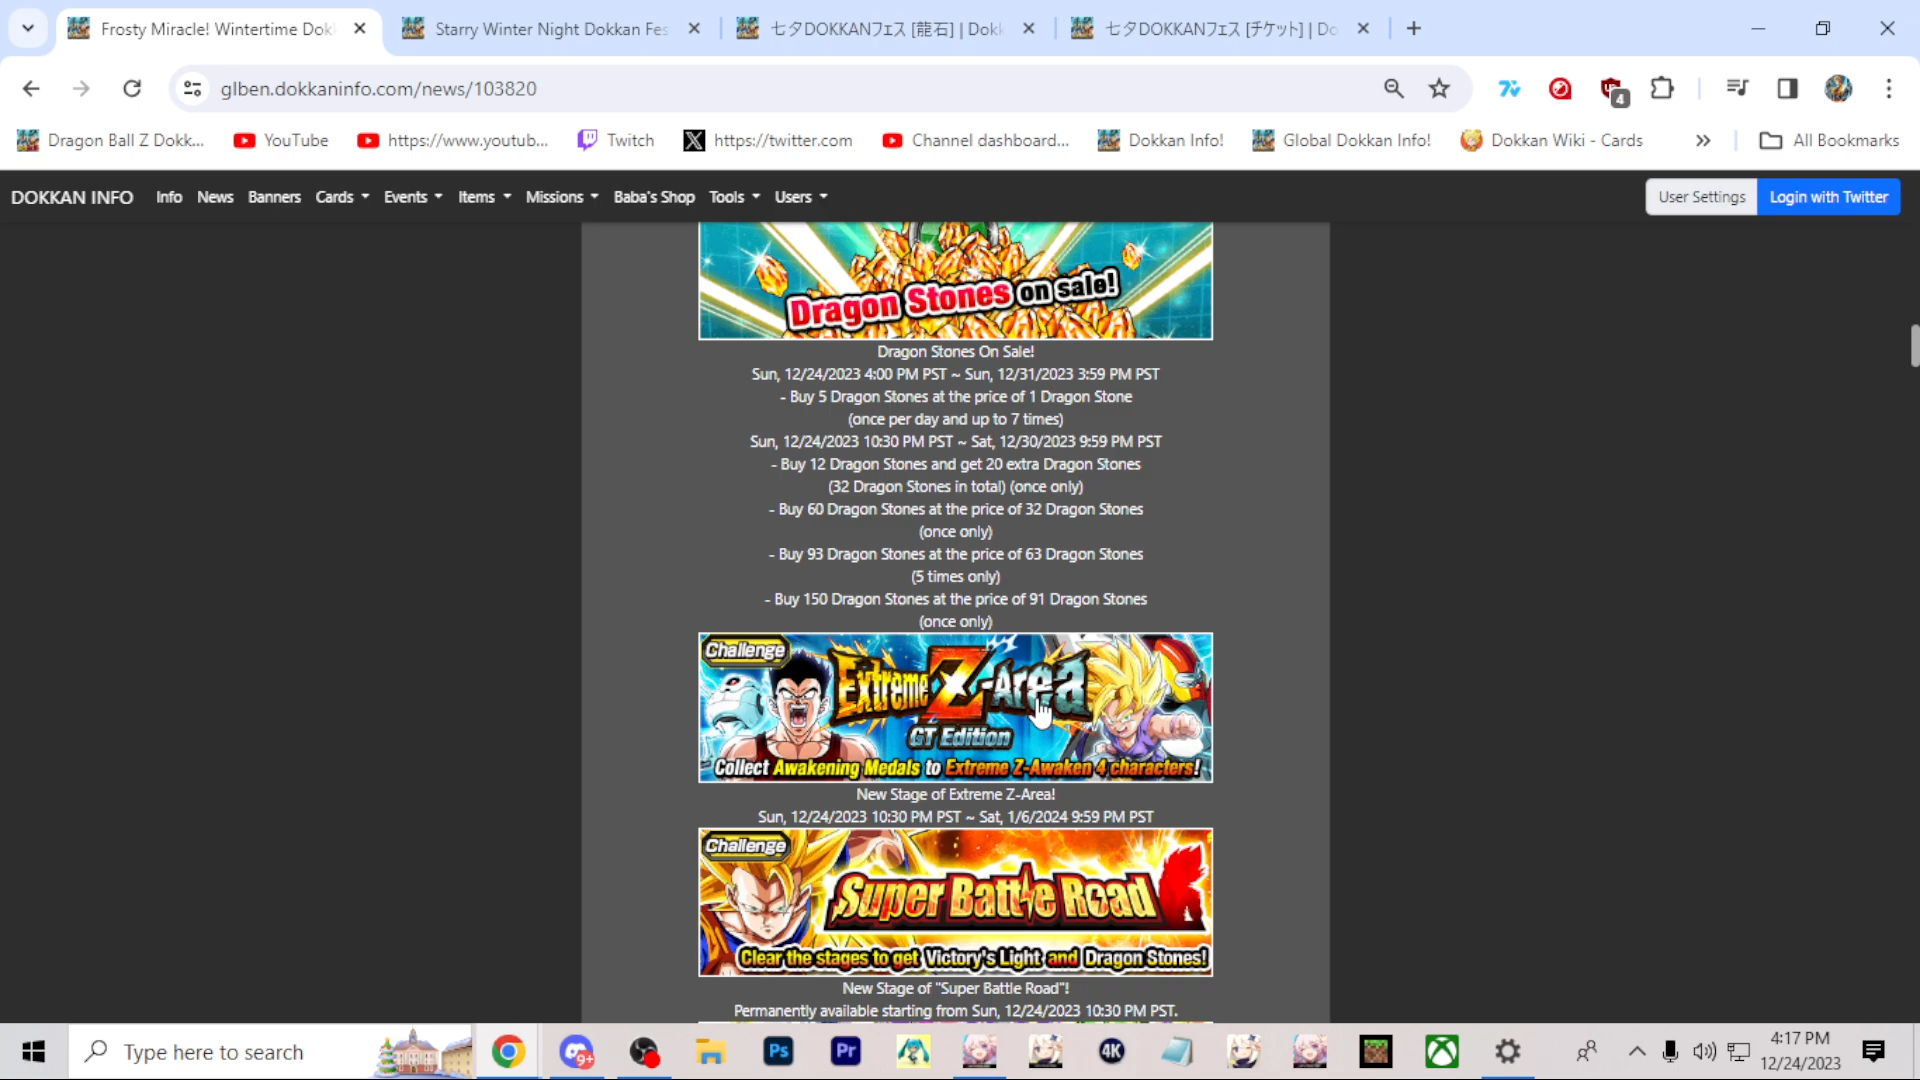 Frosty Miracle! Wintertime Dok
Starry Winter Night Dokkan Fes
七夕DOKKANフェス [龍石] | Dokk
七夕DOKKANフェス [チケット] | Do
glben.dokkaninfo.com/news/103820
4
Dragon Ball Z Dokk...
YouTube
https://www.youtub...
Twitch
https://twitter.com
Channel dashboard...
Dokkan Info!
Global Dokkan Info!
Dokkan Wiki - Cards
All Bookmarks
DOKKAN INFO
Info
News
Banners
Cards
Events
Items
Missions
Baba's Shop
Tools
Users
User Settings
Login with Twitter
Dragon Stones on sale!
Dragon Stones On Sale!
Sun, 12/24/2023 4:00 PM PST ~ Sun, 12/31/2023 3:59 PM PST
- Buy 5 Dragon Stones at the price of 1 Dragon Stone
(once per day and up to 7 times)
Sun, 12/24/2023 10:30 PM PST ~ Sat, 12/30/2023 9:59 PM PST
- Buy 12 Dragon Stones and get 20 extra Dragon Stones
(32 Dragon Stones in total) (once only)
- Buy 60 Dragon Stones at the price of 32 Dragon Stones
(once only)
- Buy 93 Dragon Stones at the price of 63 Dragon Stones
(5 times only)
- Buy 150 Dragon Stones at the price of 91 Dragon Stones
(once only)
Challenge
Extreme Z-Area
GT Edition
Collect Awakening Medals to Extreme Z-Awaken 4 characters!
New Stage of Extreme Z-Area!
Sun, 12/24/2023 10:30 PM PST ~ Sat, 1/6/2024 9:59 PM PST
Challenge
Super Battle Road
Clear the stages to get Victory's Light and Dragon Stones!
New Stage of "Super Battle Road"!
Permanently available starting from Sun, 12/24/2023 10:30 PM PST.
Type here to search
9+
Ps
Pr
4K
4:17 PM
12/24/2023